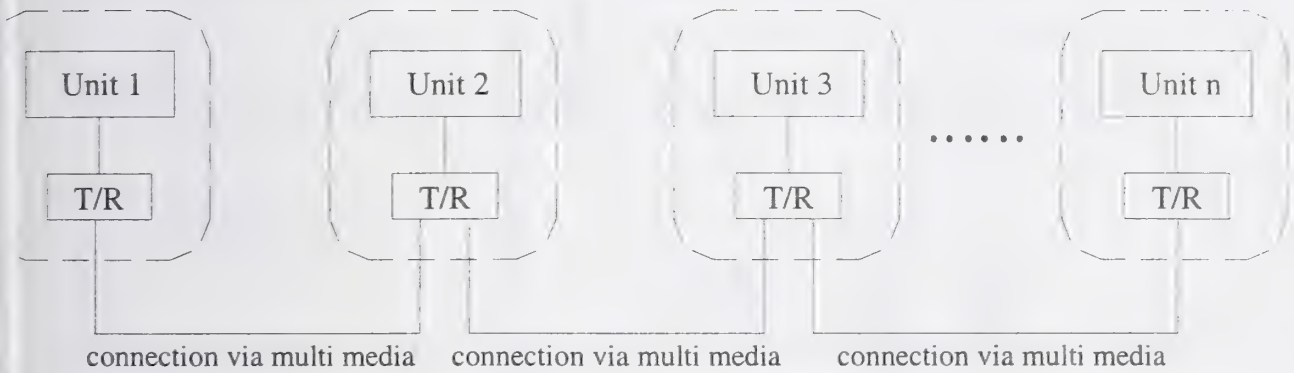 Unit 1 Unit 2 Unit 3 Unit n
......
T/R T/R T/R T/R
connection via multi media connection via multi media connection via multi media